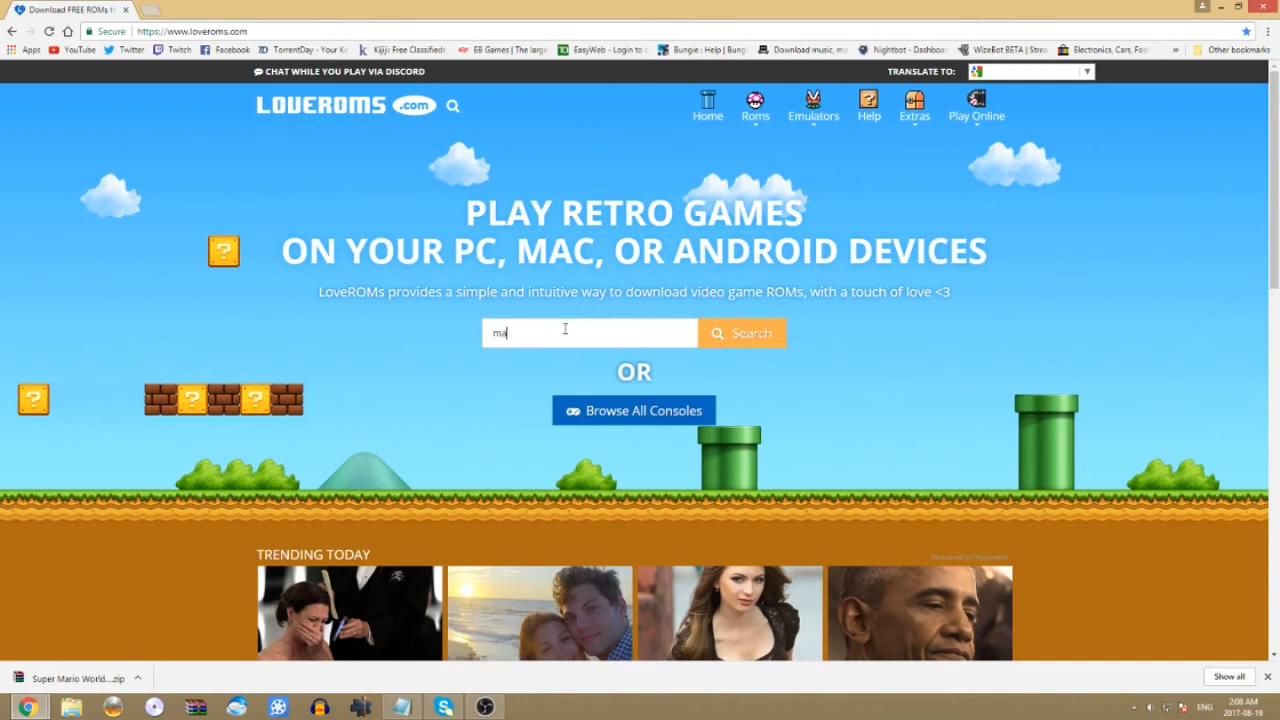 Download FREE ROMs f
Secure
https://www.loveroms.com
Apps
YouTube
Twitter
Twitch
Facebook
TorrentDay - Your Ke
Kijiji: Free Classifieds
EB Games | The large
EasyWeb - Login to c
Bungie : Help | Bung
Download music, mo
Nightbot - Dashboar
WizeBot BETA | Strea
Electronics, Cars, Fas
»
Other bookmarks
CHAT WHILE YOU PLAY VIA DISCORD
TRANSLATE TO:
LOVEROMS .com
Home
Roms
Emulators
Help
Extras
Play Online
PLAY RETRO GAMES
ON YOUR PC, MAC, OR ANDROID DEVICES
LoveROMs provides a simple and intuitive way to download video game ROMs, with a touch of love <3
ma
Search
OR
Browse All Consoles
TRENDING TODAY
Super Mario World....zip
Show all
ENG
2:08 AM
2017-08-19